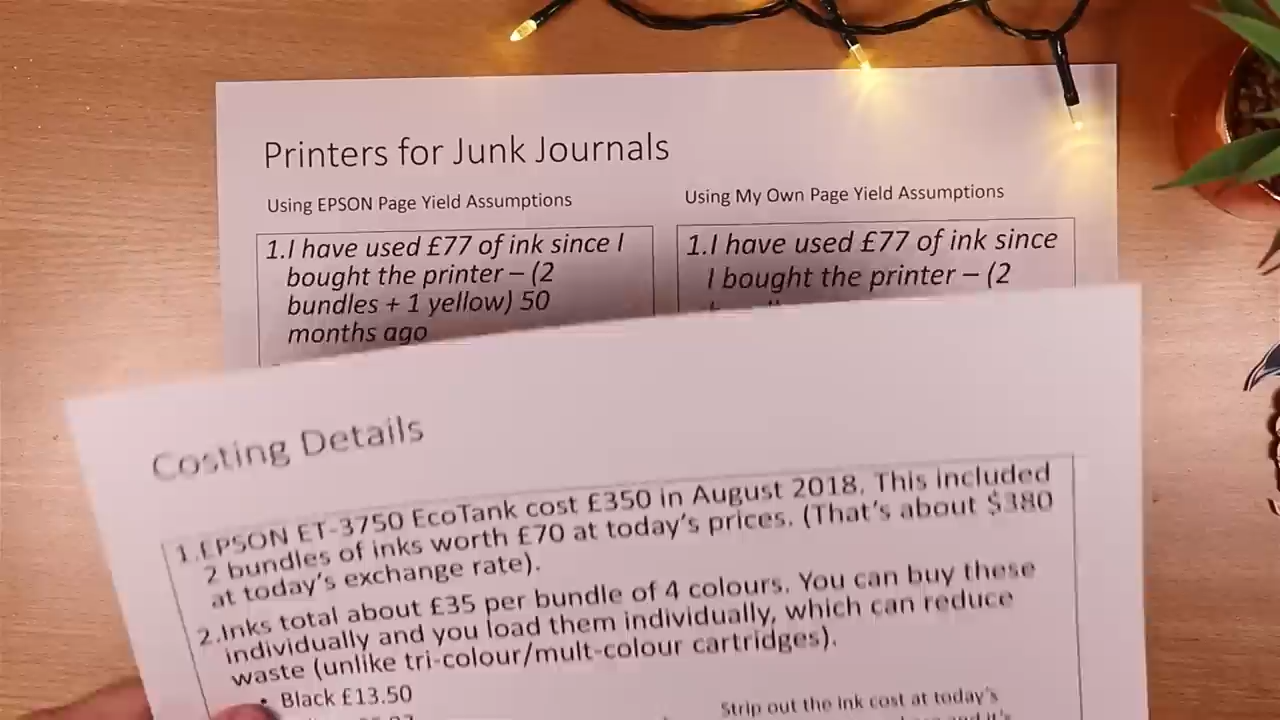 Printers for Junk Journals
Using EPSON Page Yield Assumptions
1.I have used £77 of ink since I
bought the printer – (2
bundles + 1 yellow) 50
months ago
Using My Own Page Yield Assumptions
1.I have used £77 of ink since
I bought the printer – (2
Costing Details
1.EPSON ET-3750 EcoTank cost £350 in August 2018. This included
2 bundles of inks worth £70 at today's prices. (That's about $380
at today's exchange rate).
2.Inks total about £35 per bundle of 4 colours. You can buy these
individually and you load them individually, which can reduce
waste (unlike tri-colour/mult-colour cartridges).
• Black £13.50
Strip out the ink cost at today's